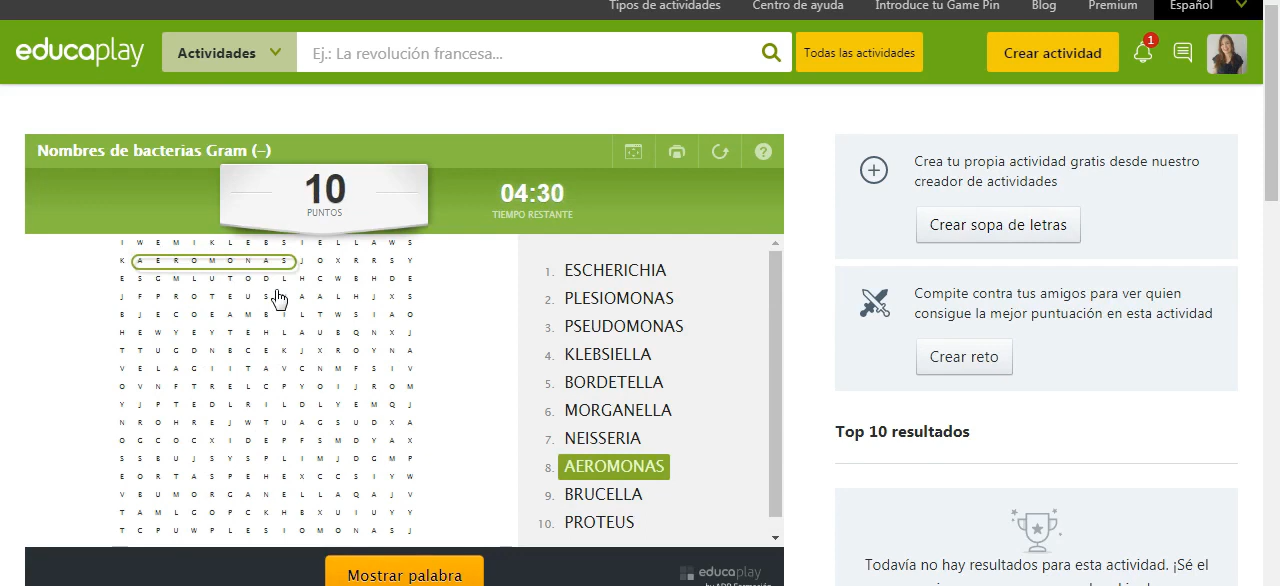 Tipos de actividades Centro de ayuda Introduce tu Game Pin Blog Premium Español
educaplay Actividades Ej.: La revolución francesa... Todas las actividades Crear actividad 1
Nombres de bacterias Gram (–)
10
PUNTOS
04:30
TIEMPO RESTANTE
I W E M I K L E B S I E L L A W S
K A E R O M O N A S J O X R R S Y
E S G M L U T O D L H C W B H D E
J F P R O T E U S A A L H J X S
H E W Y E Y T E H L A U B Q N X J
T T U G D N B C E K J X R O Y N A
V E L A G I I T A V C N M F S I V
O V N F T R E L C P Y O I J R O M
Y J P T E D L R I L D L Y E M Q J
N R O H R E J W T U A G S U D X A
O G C O C X I D E P F S M D Y A X
S S B U J S Y S P L I M J D G M P
E O R T A S P E H E X C C S I Y W
V B U M O R G A N E L L A Q A J V
T A M L G O P C K H B X U I U Y Y
T C P U W P L E S I O M O N A S J
1. ESCHERICHIA
2. PLESIOMONAS
3. PSEUDOMONAS
4. KLEBSIELLA
5. BORDETELLA
6. MORGANELLA
7. NEISSERIA
8. AEROMONAS
9. BRUCELLA
10. PROTEUS
Mostrar palabra
educaplay
Crea tu propia actividad gratis desde nuestro
creador de actividades
Crear sopa de letras
Compite contra tus amigos para ver quien
consigue la mejor puntuación en esta actividad
Crear reto
Top 10 resultados
Todavía no hay resultados para esta actividad. ¡Sé el